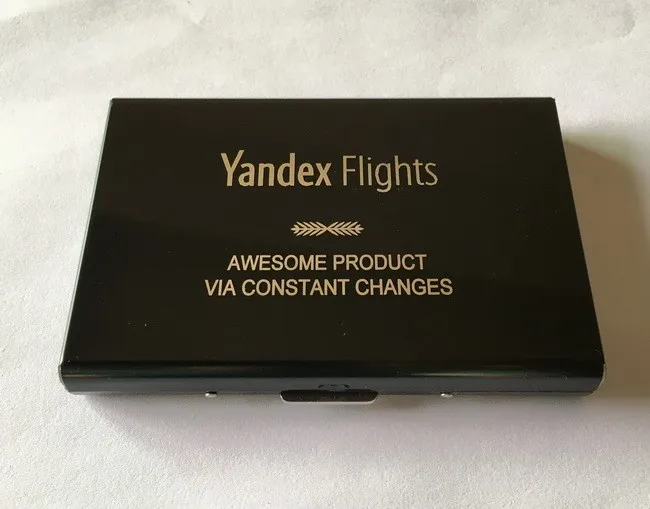 Yandex Flights
AWESOME PRODUCT
VIA CONSTANT CHANGES